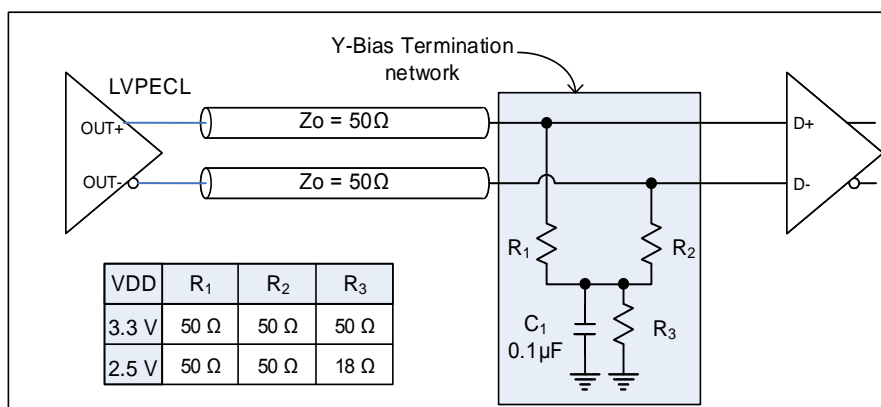 Y-Bias Termination
network
LVPECL
OUT+
Zo = 50Ω
D+
OUT-
Zo = 50Ω
D-
R1
R2
VDD R1 R2 R3
3.3 V 50 Ω 50 Ω 50 Ω
2.5 V 50 Ω 50 Ω 18 Ω
C1
0.1µF
R3